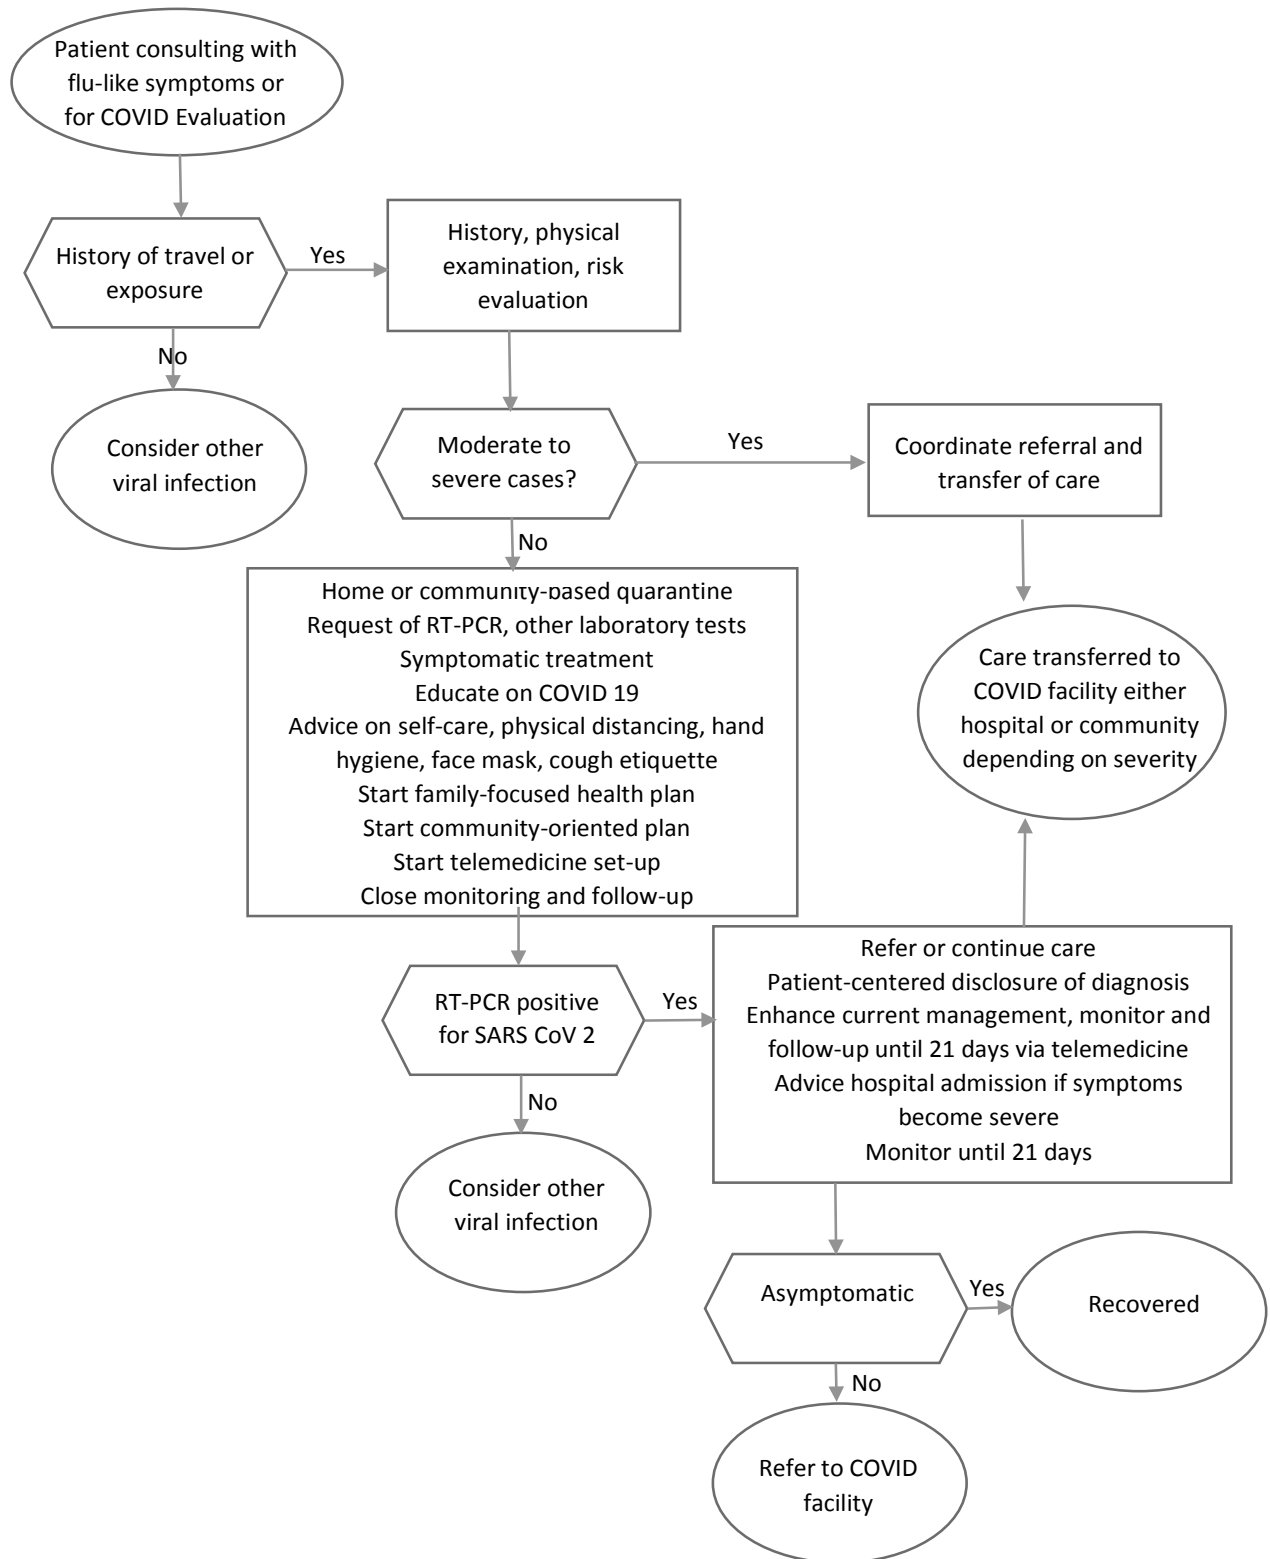 Patient consulting with
flu-like symptoms or
for COVID Evaluation
History of travel or
exposure
Yes
History, physical
examination, risk
evaluation
No
Consider other
viral infection
Moderate to
severe cases?
Yes
Coordinate referral and
transfer of care
No
Home or community-based quarantine
Request of RT-PCR, other laboratory tests
Symptomatic treatment
Educate on COVID 19
Advice on self-care, physical distancing, hand
hygiene, face mask, cough etiquette
Start family-focused health plan
Start community-oriented plan
Start telemedicine set-up
Close monitoring and follow-up
Care transferred to
COVID facility either
hospital or community
depending on severity
RT-PCR positive
for SARS CoV 2
Yes
Refer or continue care
Patient-centered disclosure of diagnosis
Enhance current management, monitor and
follow-up until 21 days via telemedicine
Advice hospital admission if symptoms
become severe
Monitor until 21 days
No
Consider other
viral infection
Asymptomatic
Yes
Recovered
No
Refer to COVID
facility